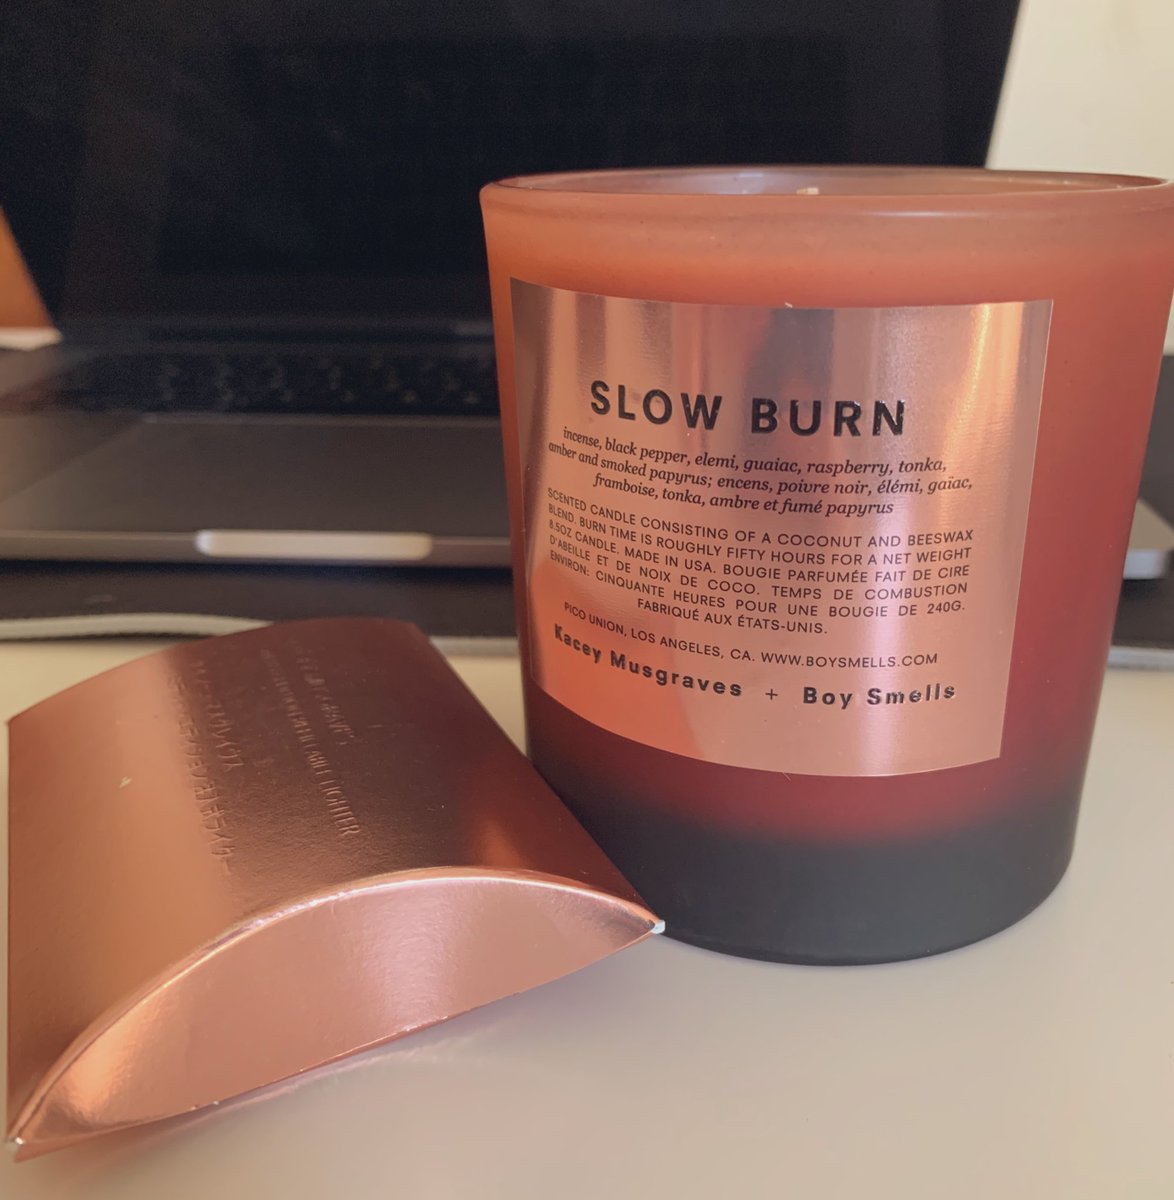 SLOW BURN
incense, black pepper, elemi, guaiac, raspberry, tonka,
amber and smoked papyrus; encens, poivre noir, élémi, gaïac,
framboise, tonka, ambre et fumé papyrus
SCENTED CANDLE CONSISTING OF A COCONUT AND BEESWAX
BLEND. BURN TIME IS ROUGHLY FIFTY HOURS FOR A NET WEIGHT
8.5OZ CANDLE. MADE IN USA. BOUGIE PARFUMÉE FAIT DE CIRE
D'ABEILLE ET DE NOIX DE COCO. TEMPS DE COMBUSTION
ENVIRON: CINQUANTE HEURES POUR UNE BOUGIE DE 240G.
FABRIQUÉ AUX ÉTATS-UNIS.
PICO UNION, LOS ANGELES, CA. WWW.BOYSMELLS.COM
Kacey Musgraves + Boy Smells
LIGHTER